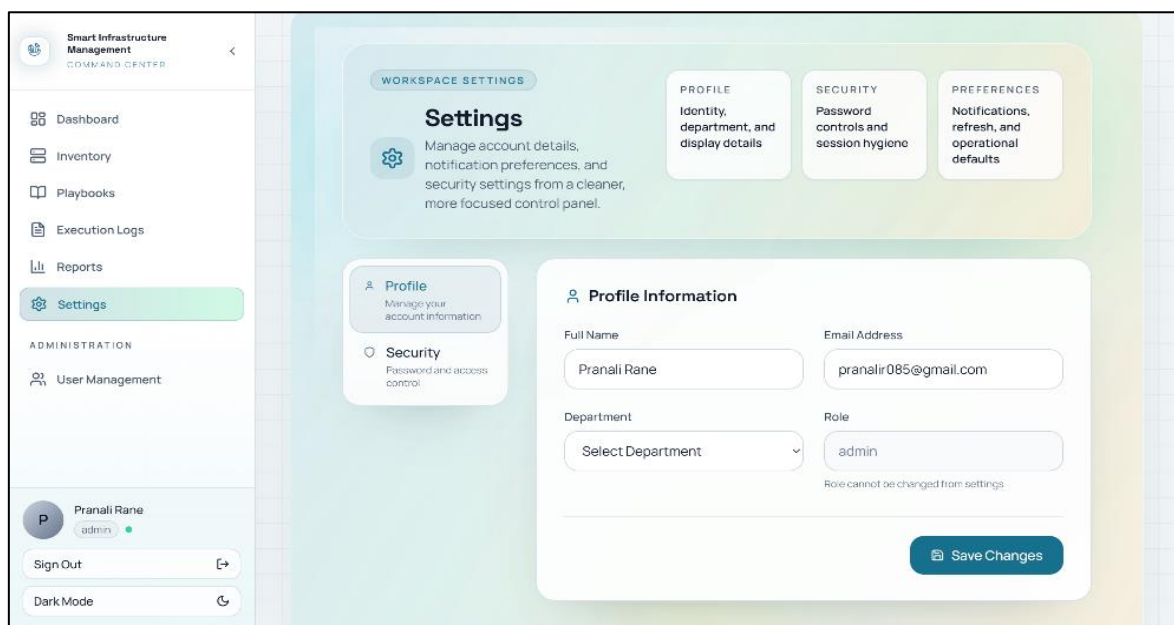 Smart Infrastructure
Management
COMMAND CENTER
Dashboard
Inventory
Playbooks
Execution Logs
Reports
Settings
ADMINISTRATION
User Management
P
Pranali Rane
admin
Sign Out
Dark Mode
WORKSPACE SETTINGS
Settings
Manage account details,
notification preferences, and
security settings from a cleaner,
more focused control panel.
PROFILE
Identity,
department, and
display details
SECURITY
Password
controls and
session hygiene
PREFERENCES
Notifications,
refresh, and
operational
defaults
Profile
Manage your
account information
Security
Password and access
control
Profile Information
Full Name
Pranali Rane
Email Address
pranalir085@gmail.com
Department
Select Department
Role
admin
Role cannot be changed from settings
Save Changes